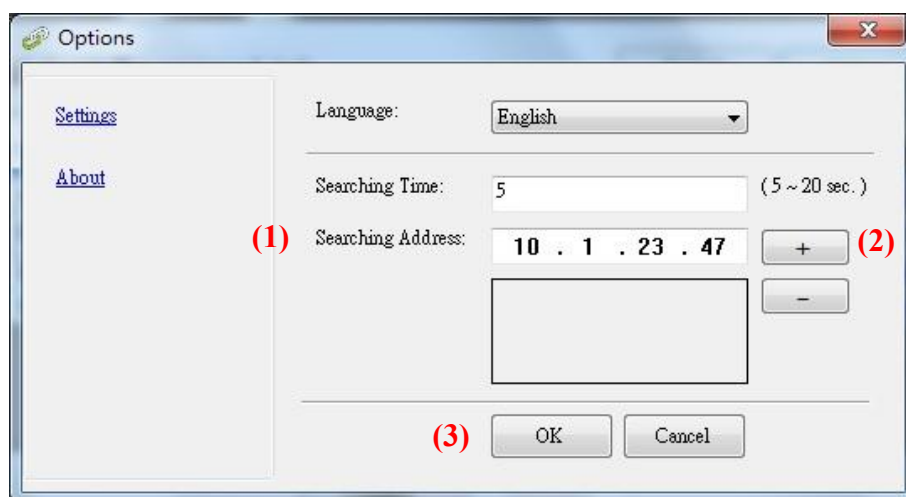 Options
Settings
About
Language: English
Searching Time: 5 ( 5 ~ 20 sec. )
(1) Searching Address: 10 . 1 . 23 . 47 + (2)
–
(3) OK Cancel